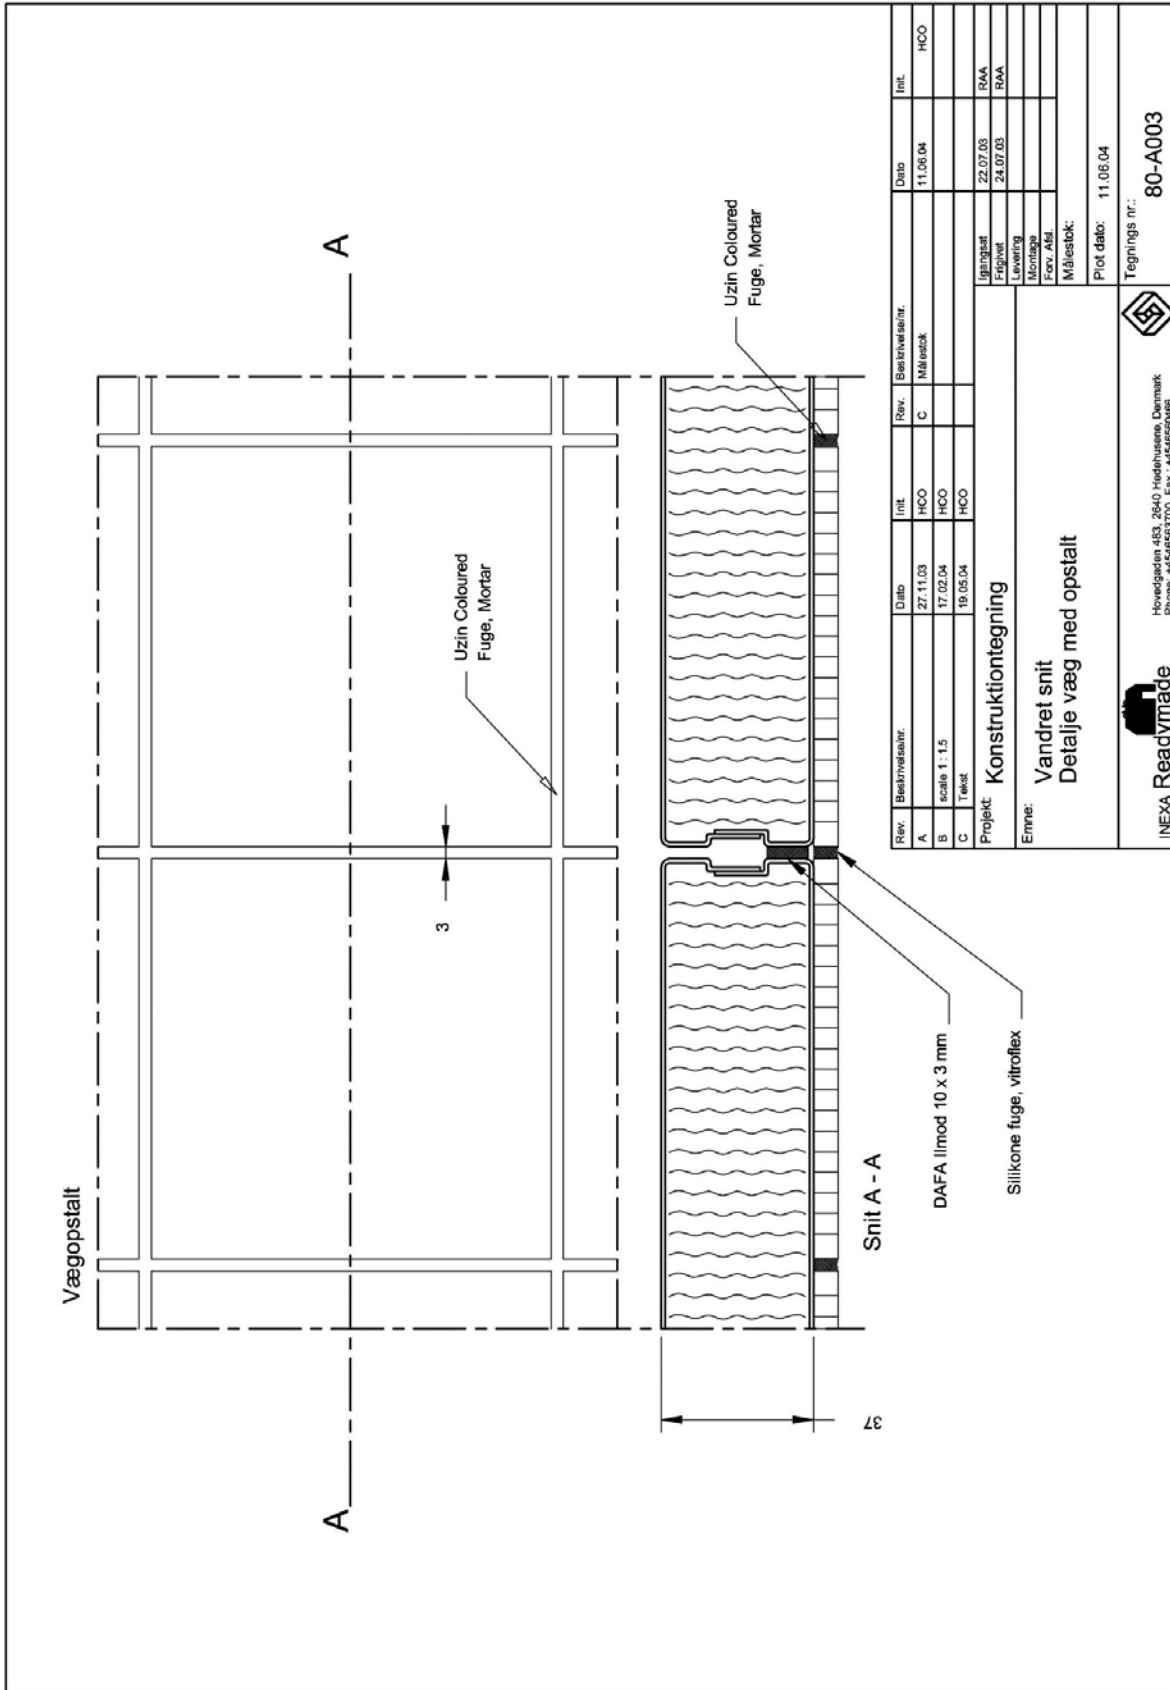 Vægopstalt
A
A
3
Uzin Coloured
Fuge, Mortar
37
Snit A - A
Uzin Coloured
Fuge, Mortar
DAFA Ilmod 10 x 3 mm
Silikone fuge, vitroflex
Rev. Beskrivelse/nr. Dato Init. Rev. Beskrivelse/nr. Dato Init.
A 27.11.03 HCO C Målestok 11.06.04 HCO
B scale 1 : 1.5 17.02.04 HCO
C Tekst 19.05.04 HCO
Projekt: Konstruktiontegning
Igangsat 22.07.03 RAA
Frigivet 24.07.03 RAA
Levering
Montage
Forv. Afsl.
Emne:
Vandret snit
Detalje væg med opstalt
Målestok:
Plot dato: 11.06.04
INEXA Readymade
Hovedgaden 483, 2640 Hedehusene, Denmark
Tegnings nr.:
80-A003